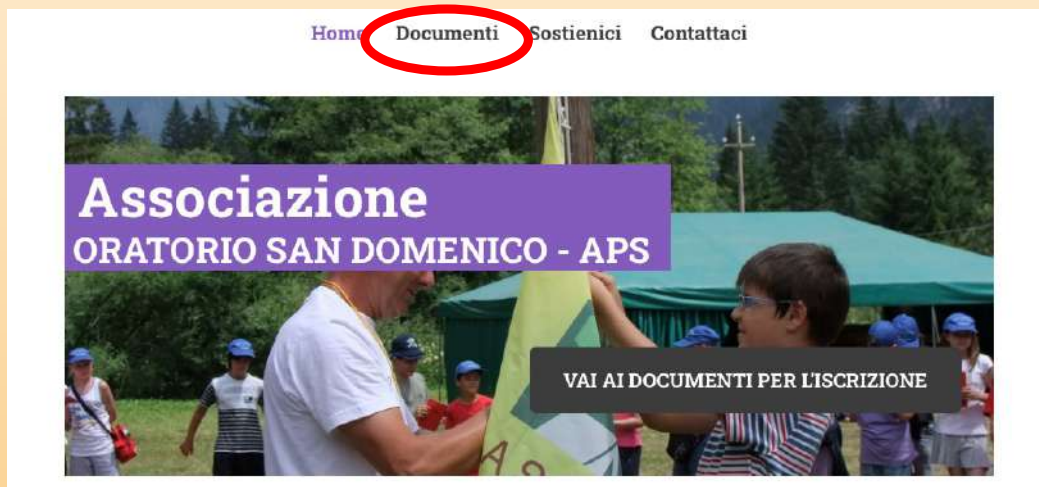 Home Documenti Sostienici Contattaci
Associazione
ORATORIO SAN DOMENICO - APS
VAI AI DOCUMENTI PER L'ISCRIZIONE